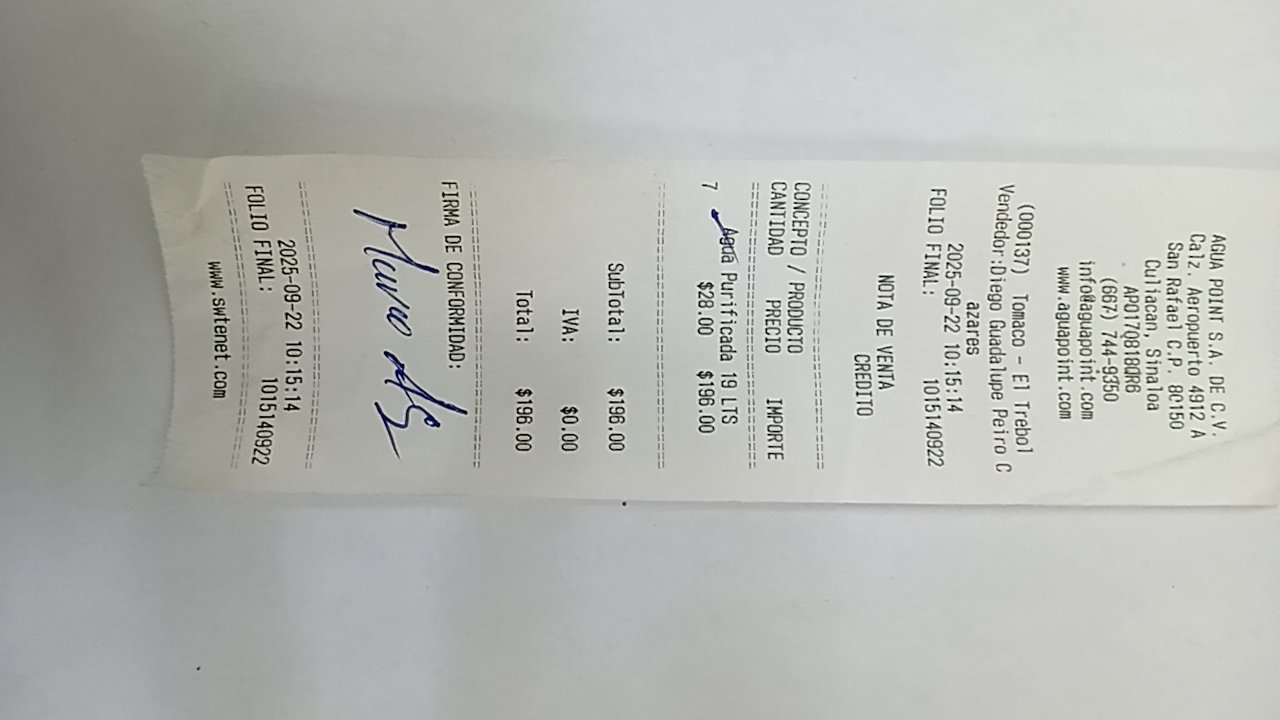 AGUA POINT S.A. DE C.V.
Calz. Aeropuerto 4912 A
San Rafael C.P. 80150
Culiacan, Sinaloa
APO170818QR6
(667) 744-9350
info@aguapoint.com
www.aguapoint.com
(000137) Tomaco - El Trebol
Vendedor:Diego Guadalupe Peiro C
azares
2025-09-22 10:15:14
FOLIO FINAL: 1015140922
NOTA DE VENTA
CREDITO
CONCEPTO / PRODUCTO
CANTIDAD PRECIO IMPORTE
Agua Purificada 19 LTS
7 $28.00 $196.00
SubTotal: $196.00
IVA: $0.00
Total: $196.00
FIRMA DE CONFORMIDAD:
2025-09-22 10:15:14
FOLIO FINAL: 1015140922
www.swtenet.com